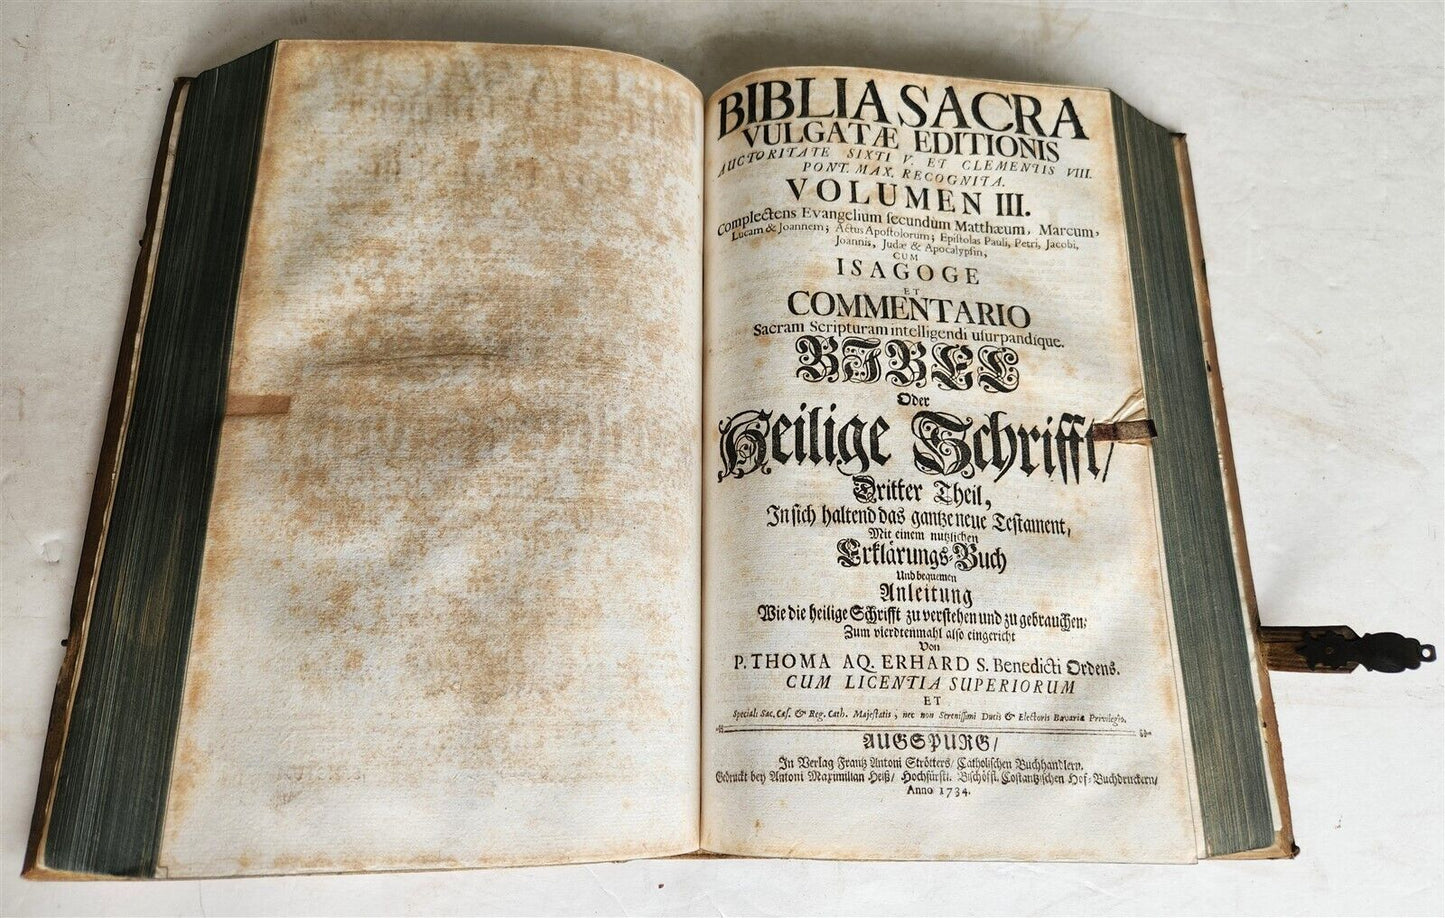 BIBLIA SACRA
VULGATÆ EDITIONIS
AUCTORITATE SIXTI V. ET CLEMENTIS VIII.
PONT. MAX. RECOGNITA.
VOLUMEN III.
Complectens Evangelium ſecundum Matthæum, Marcum,
Lucam & Joannem; Actus Apoſtolorum; Epiſtolas Pauli, Petri, Jacobi,
Joannis, Judæ & Apocalypſin,
CUM
ISAGOGE
ET
COMMENTARIO
Sacram Scripturam intelligendi uſurpandique.
BIBEL
Oder
Heilige Schrifft/
Dritter Theil,
In ſich haltend das gantze neue Teſtament,
Mit einem nutzlichen
Erklärungs-Buch
Und bequemen
Anleitung
Wie die heilige Schrifft zu verſtehen und zu gebrauchen;
Zum vierdtenmahl alſo eingericht
Von
P. THOMA AQ. ERHARD S. Benedicti Ordens.
CUM LICENTIA SUPERIORUM
ET
Speciali Sac. Cæſ. & Reg. Cath. Majeſtatis, nec non Sereniſſimi Ducis & Electoris Bavariæ Privilegio.
AUGSPURG/
In Verlag Frantz Antoni Strötters/ Catholiſchen Buchhandlern.
Gedruckt bey Antoni Maximilian Heiß/ Hochfürſtl. Biſchöfl. Coſtantziſchen Hof-Buchdruckern/
Anno 1734.